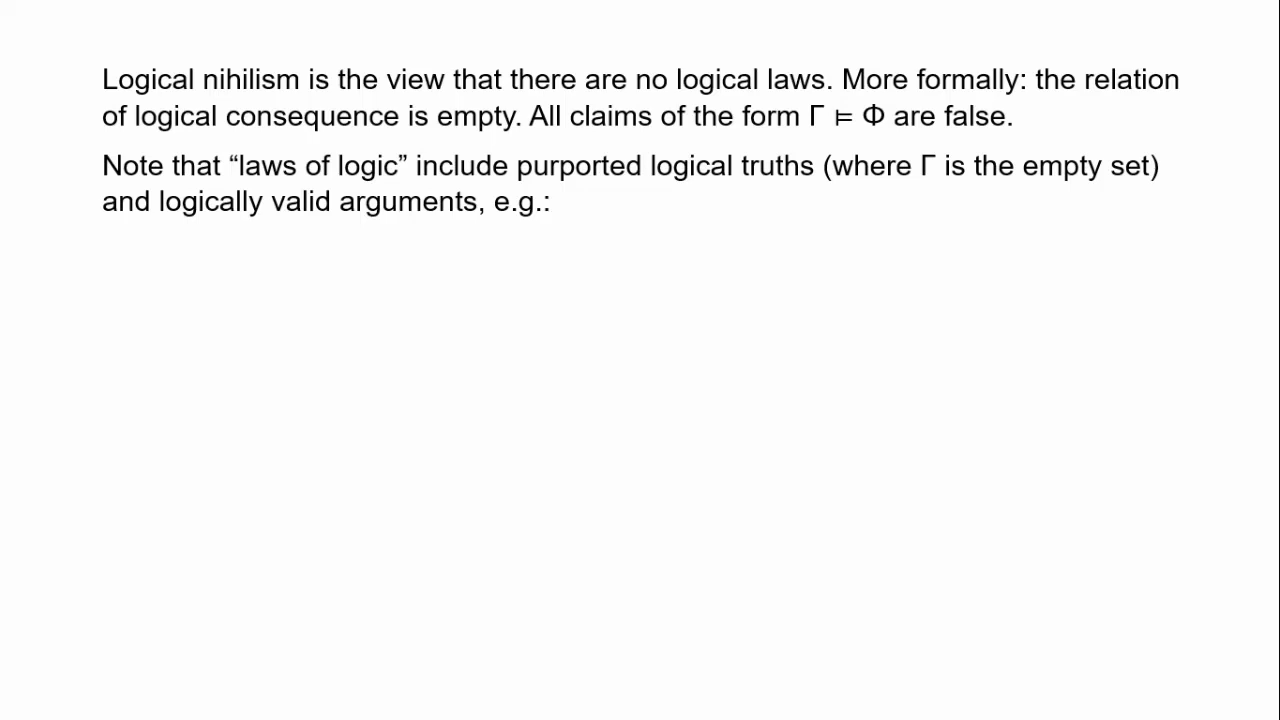 Logical nihilism is the view that there are no logical laws. More formally: the relation
of logical consequence is empty. All claims of the form Γ ⊨ Φ are false.
Note that “laws of logic” include purported logical truths (where Γ is the empty set)
and logically valid arguments, e.g.: